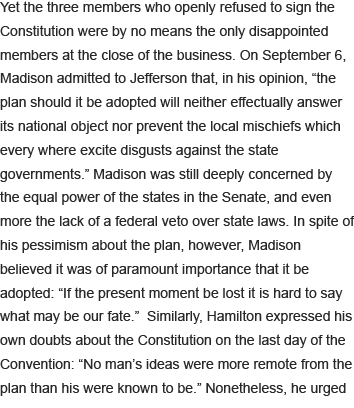 Yet the three members who openly refused to sign the
Constitution were by no means the only disappointed
members at the close of the business. On September 6,
Madison admitted to Jefferson that, in his opinion, “the
plan should it be adopted will neither effectually answer
its national object nor prevent the local mischiefs which
every where excite disgusts against the state
governments.” Madison was still deeply concerned by
the equal power of the states in the Senate, and even
more the lack of a federal veto over state laws. In spite of
his pessimism about the plan, however, Madison
believed it was of paramount importance that it be
adopted: “If the present moment be lost it is hard to say
what may be our fate.”  Similarly, Hamilton expressed his
own doubts about the Constitution on the last day of the
Convention: “No man’s ideas were more remote from the
plan than his were known to be.” Nonetheless, he urged